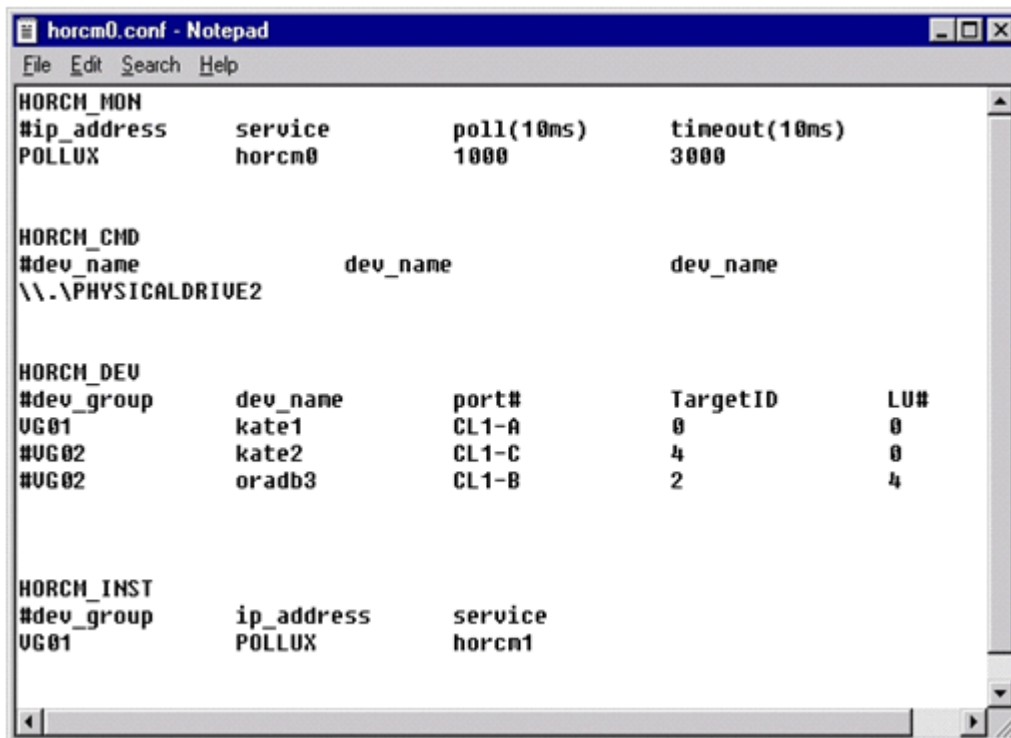 horcm0.conf - Notepad
File Edit Search Help
HORCM_MON
#ip_address service poll(10ms) timeout(10ms)
POLLUX horcm0 1000 3000
HORCM_CMD
#dev_name dev_name dev_name
\\.\PHYSICALDRIVE2
HORCM_DEV
#dev_group dev_name port# TargetID LU#
VG01 kate1 CL1-A 0 0
#VG02 kate2 CL1-C 4 0
#VG02 oradb3 CL1-B 2 4
HORCM_INST
#dev_group ip_address service
VG01 POLLUX horcm1